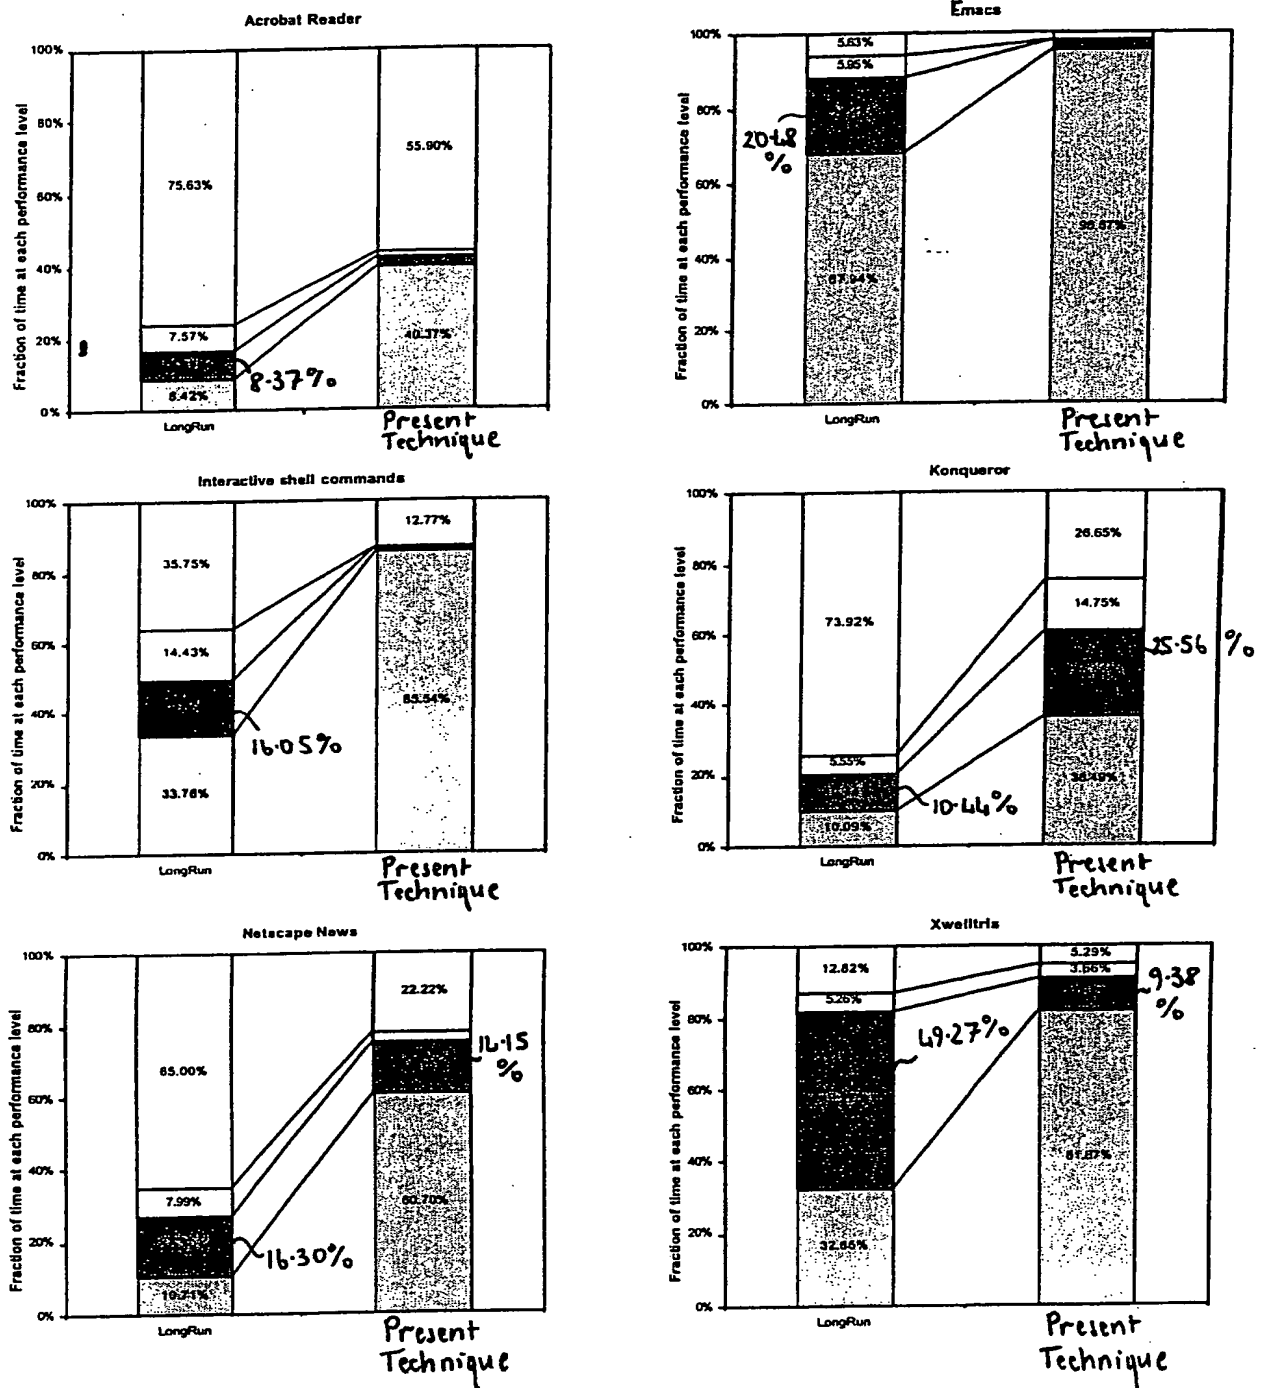 Acrobat Reader
Fraction of time at each performance level
100%
80%
60%
40%
20%
0%
75.63%
7.57%
8.37%
8.42%
LongRun
55.90%
40.37%
Present
Technique
Emacs
Fraction of time at each performance level
100%
80%
60%
40%
20%
0%
5.63%
5.95%
20.48
%
67.94%
LongRun
Present
Technique
Interactive shell commands
Fraction of time at each performance level
100%
80%
60%
40%
20%
0%
35.75%
14.43%
16.05%
33.76%
LongRun
12.77%
Present
Technique
Konqueror
Fraction of time at each performance level
100%
80%
60%
40%
20%
0%
73.92%
5.55%
10.44%
10.09%
LongRun
26.65%
14.75%
25.56 %
Present
Technique
Netscape News
Fraction of time at each performance level
100%
80%
60%
40%
20%
0%
65.00%
7.99%
16.30%
10.71%
LongRun
22.22%
14.15
%
60.70%
Present
Technique
Xwelltris
Fraction of time at each performance level
100%
80%
60%
40%
20%
0%
12.82%
5.26%
49.27%
32.66%
LongRun
5.29%
3.66%
9.38
%
Present
Technique